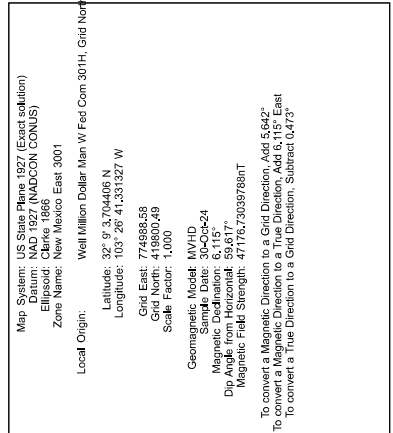 Map System: US State Plane 1927 (Exact solution)
Datum: NAD 1927 (NADCON CONUS)
Ellipsoid: Clarke 1866
Zone Name: New Mexico East 3001
Local Origin: Well Million Dollar Man W Fed Com 301H, Grid North
Latitude: 32° 9' 3.704406 N
Longitude: 103° 26' 41.331327 W
Grid East: 774988.58
Grid North: 419800.49
Scale Factor: 1.000
Geomagnetic Model: MVHD
Sample Date: 30-Oct-24
Magnetic Declination: 6.115°
Dip Angle from Horizontal: 59.617°
Magnetic Field Strength: 47176.73039788nT
To convert a Magnetic Direction to a Grid Direction, Add 5.642°
To convert a Magnetic Direction to a True Direction, Add 6.115° East
To convert a True Direction to a Grid Direction, Subtract 0.473°